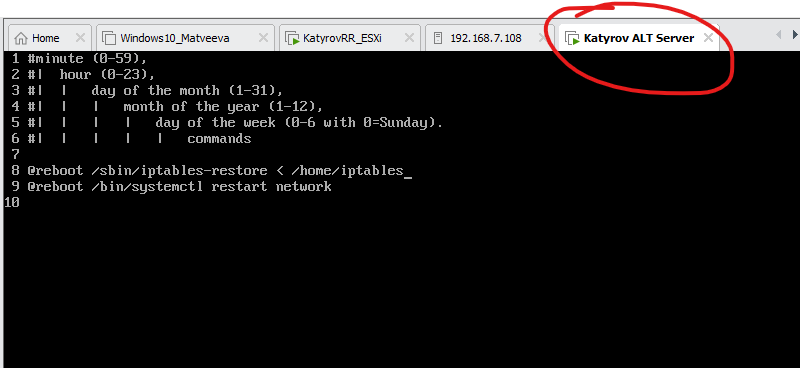 Home
Windows10_Matveeva
KatyrovRR_ESXi
192.168.7.108
Katyrov ALT Server
1 #minute (0-59),
2 #| hour (0-23),
3 #| | day of the month (1-31),
4 #| | | month of the year (1-12),
5 #| | | | day of the week (0-6 with 0=Sunday).
6 #| | | | | commands
7
8 @reboot /sbin/iptables-restore < /home/iptables_
9 @reboot /bin/systemctl restart network
10